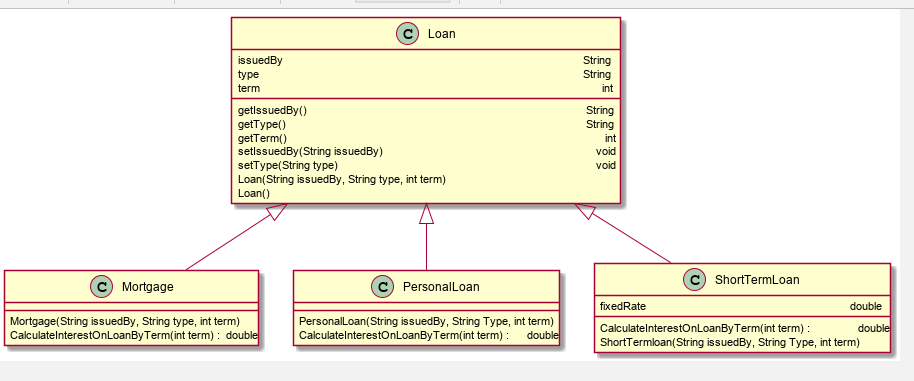 C Loan
issuedBy String
type String
term int
getIssuedBy() String
getType() String
getTerm() int
setIssuedBy(String issuedBy) void
setType(String type) void
Loan(String issuedBy, String type, int term)
Loan()
C Mortgage
Mortgage(String issuedBy, String type, int term)
CalculateInterestOnLoanByTerm(int term) : double
C PersonalLoan
PersonalLoan(String issuedBy, String Type, int term)
CalculateInterestOnLoanByTerm(int term) : double
C ShortTermLoan
fixedRate double
CalculateInterestOnLoanByTerm(int term) : double
ShortTermloan(String issuedBy, String Type, int term)